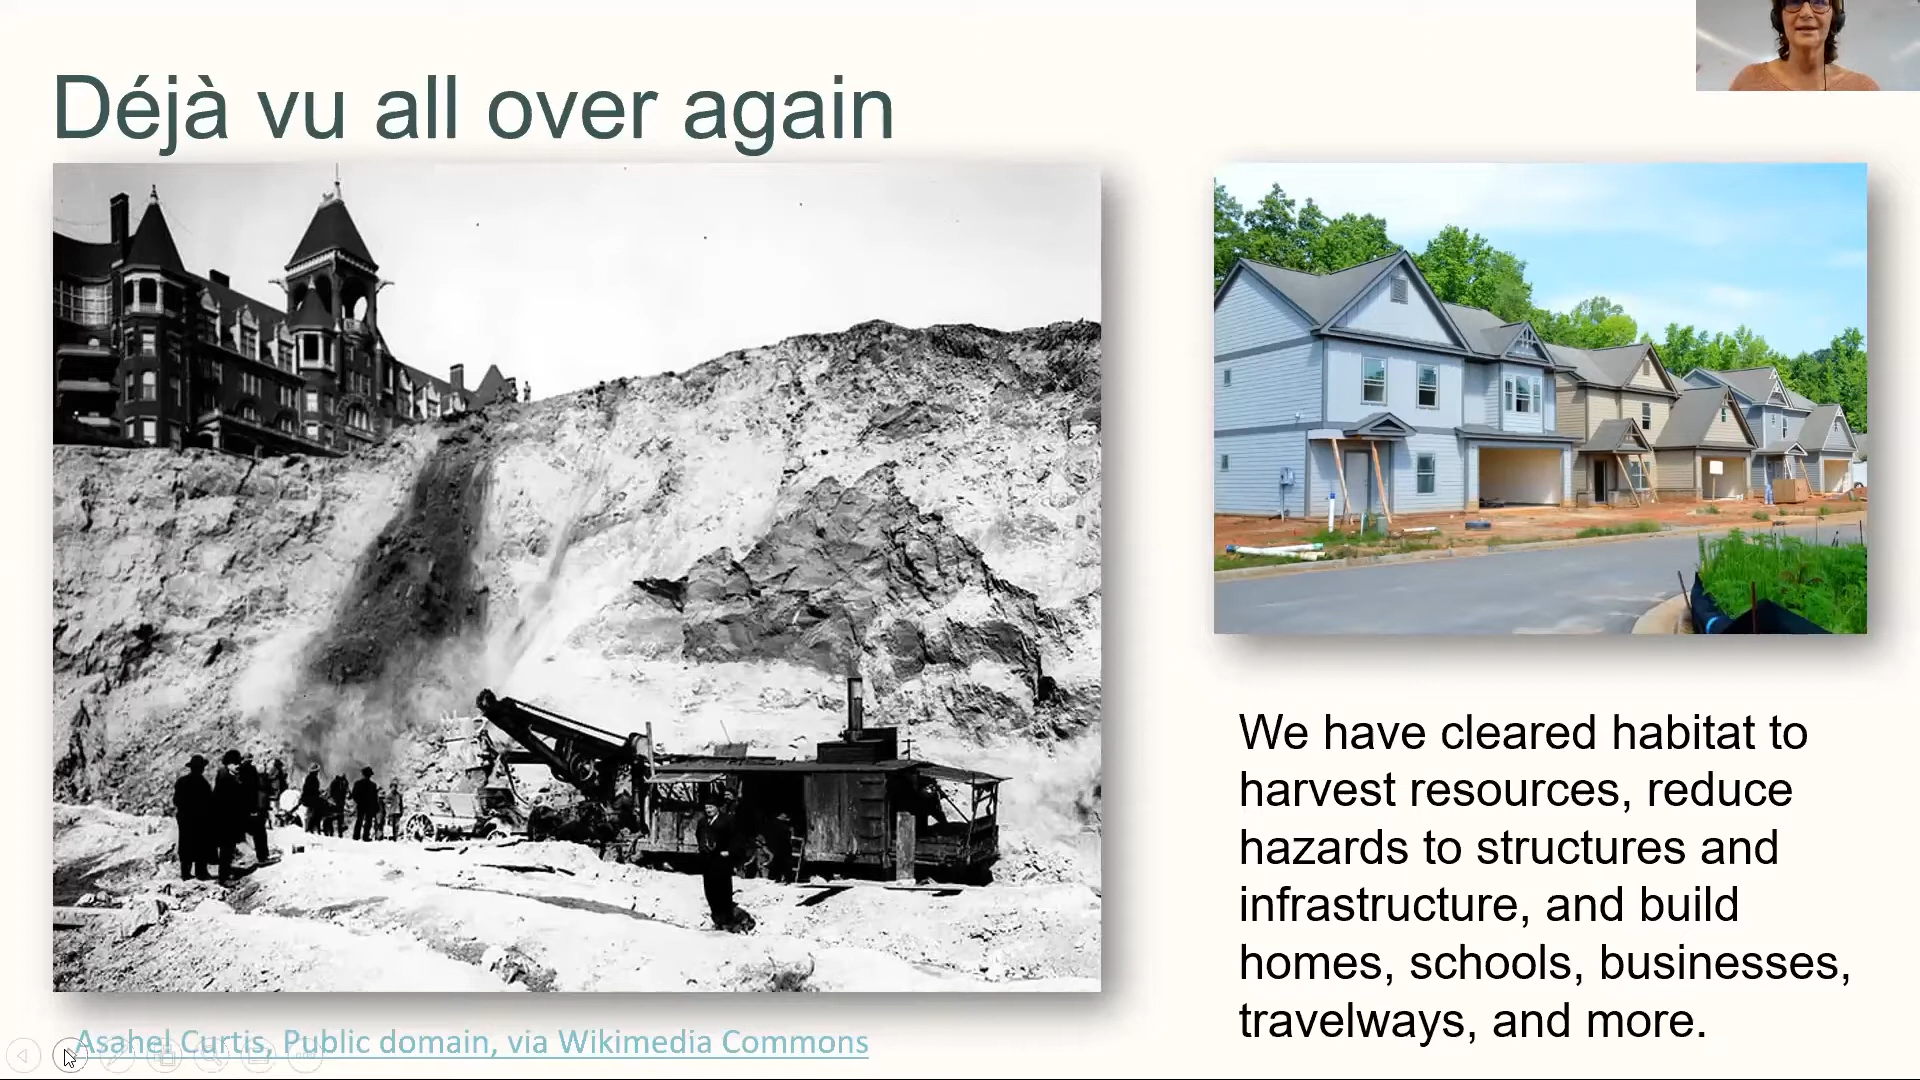 Déjà vu all over again
We have cleared habitat to
harvest resources, reduce
hazards to structures and
infrastructure, and build
homes, schools, businesses,
travelways, and more.
Asahel Curtis, Public domain, via Wikimedia Commons